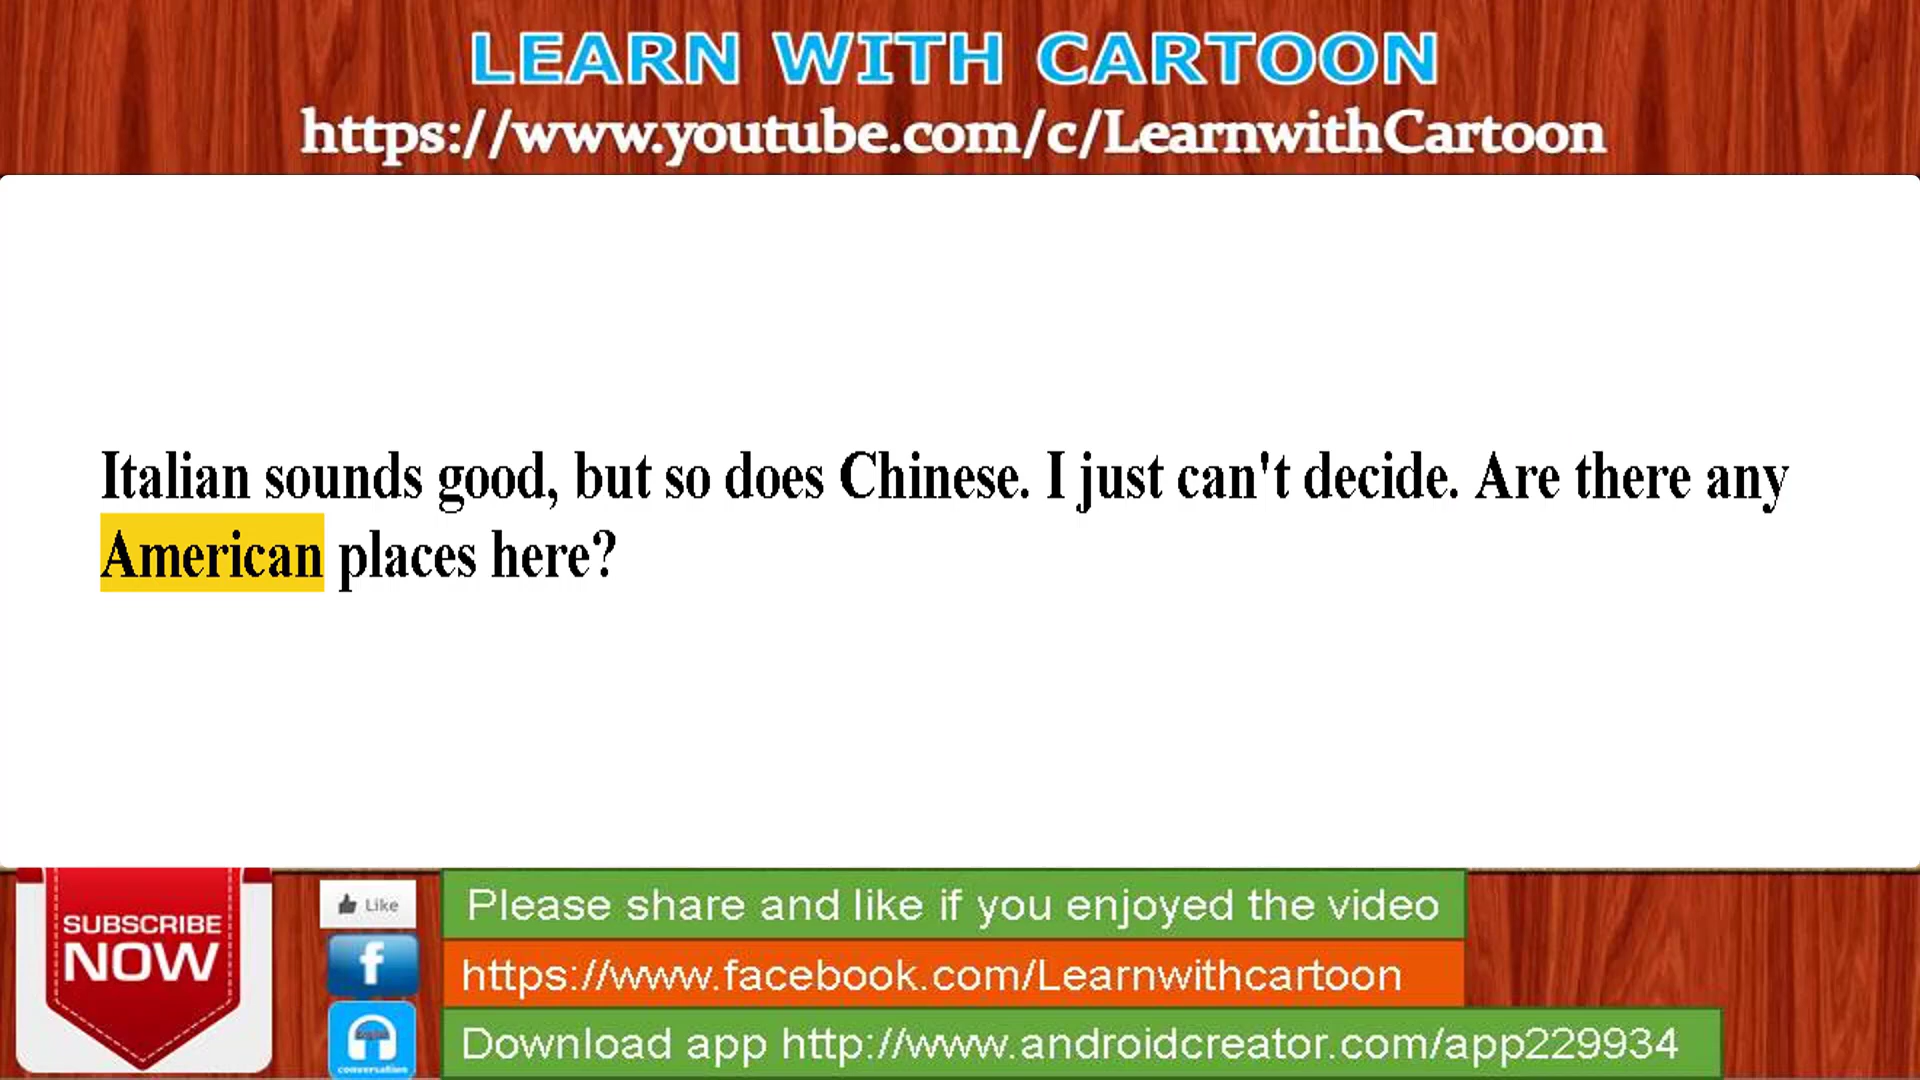 LEARN WITH CARTOON
https://www.youtube.com/c/LearnwithCartoon
Italian sounds good, but so does Chinese. I just can't decide. Are there any
American places here?
SUBSCRIBE
NOW
Like
Please share and like if you enjoyed the video
f
https://www.facebook.com/Learnwithcartoon
English
conversation
Download app http://www.androidcreator.com/app229934